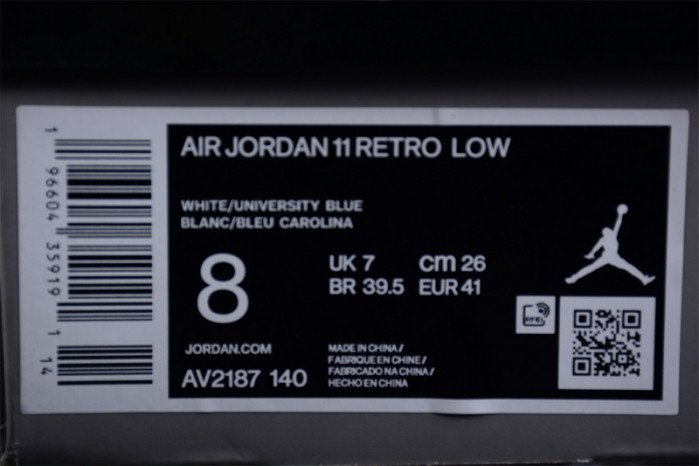 AIR JORDAN 11 RETRO LOW
WHITE/UNIVERSITY BLUE
BLANC/BLEU CAROLINA
8
UK 7 cm 26
BR 39.5 EUR 41
JORDAN.COM
AV2187 140
MADE IN CHINA/
FABRIQUE EN CHINE/
FABRICADO NA CHINA/
HECHO EN CHINA
RFID
1 96604 35919 1 14